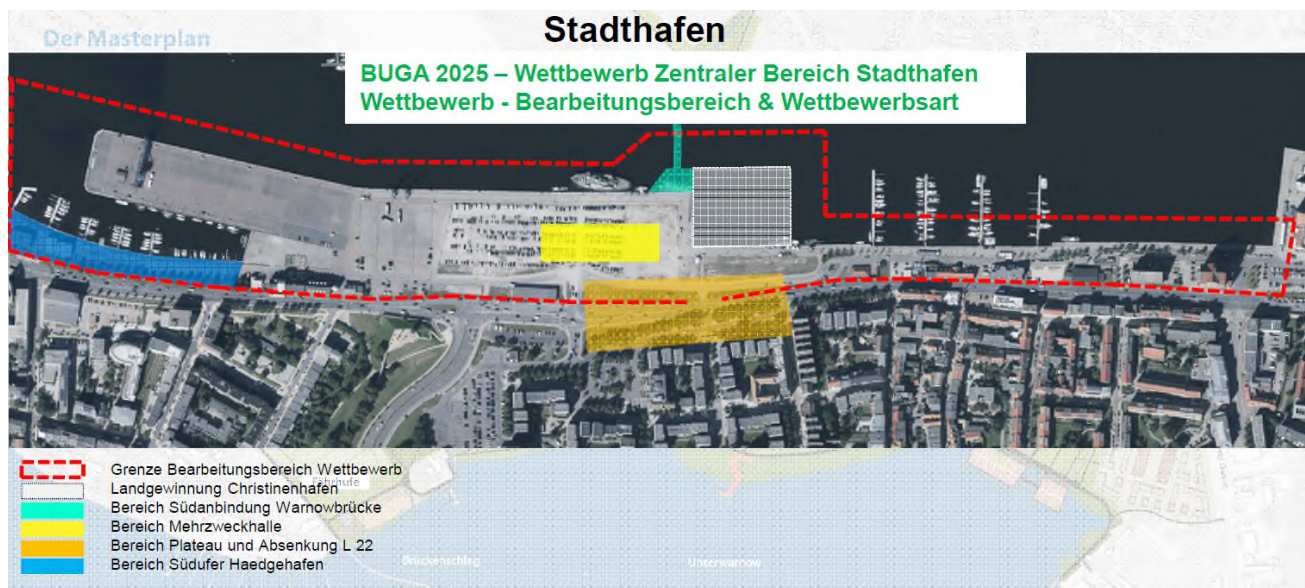 Stadthafen
Der Masterplan
BUGA 2025 – Wettbewerb Zentraler Bereich Stadthafen
Wettbewerb - Bearbeitungsbereich & Wettbewerbsart
Grenze Bearbeitungsbereich Wettbewerb
Landgewinnung Christinenhafen
Bereich Südanbindung Warnowbrücke
Bereich Mehrzweckhalle
Bereich Plateau und Absenkung L 22
Bereich Südufer Haedgehafen
Unterwarnow